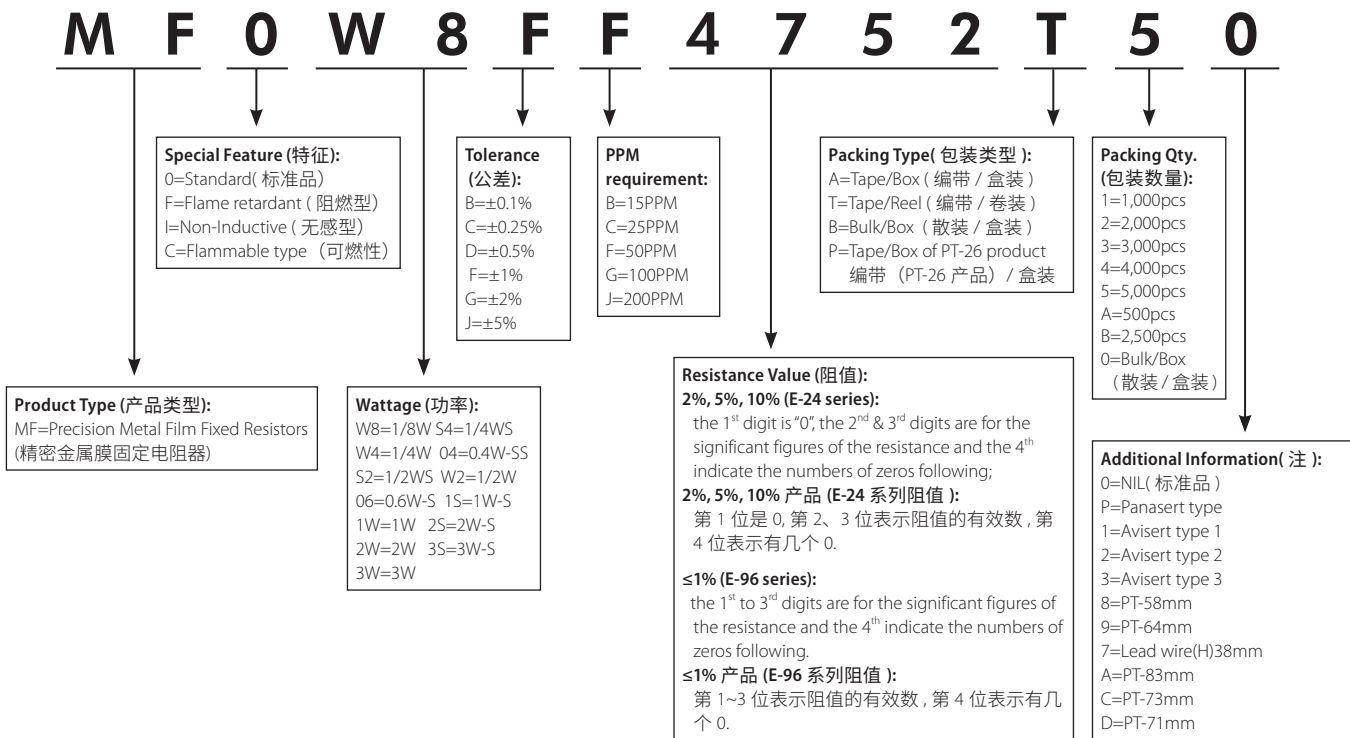 M F 0 W 8 F F 4 7 5 2 T 5 0
Special Feature (特征):
0=Standard( 标准品）
F=Flame retardant ( 阻燃型）
I=Non-Inductive ( 无感型）
C=Flammable type （可燃性）
Tolerance
(公差):
B=±0.1%
C=±0.25%
D=±0.5%
F=±1%
G=±2%
J=±5%
PPM
requirement:
B=15PPM
C=25PPM
F=50PPM
G=100PPM
J=200PPM
Packing Type( 包装类型 ):
A=Tape/Box ( 编带 / 盒装 )
T=Tape/Reel ( 编带 / 卷装 )
B=Bulk/Box （散装 / 盒装 )
P=Tape/Box of PT-26 product
编带（PT-26 产品）/ 盒装
Packing Qty.
(包装数量):
1=1,000pcs
2=2,000pcs
3=3,000pcs
4=4,000pcs
5=5,000pcs
A=500pcs
B=2,500pcs
0=Bulk/Box
（散装 / 盒装 )
Product Type (产品类型):
MF=Precision Metal Film Fixed Resistors
(精密金属膜固定电阻器)
Wattage (功率):
W8=1/8W S4=1/4WS
W4=1/4W 04=0.4W-SS
S2=1/2WS W2=1/2W
06=0.6W-S 1S=1W-S
1W=1W 2S=2W-S
2W=2W 3S=3W-S
3W=3W
Resistance Value (阻值):
2%, 5%, 10% (E-24 series):
the 1st digit is “0”, the 2nd & 3rd digits are for the
significant figures of the resistance and the 4th
indicate the numbers of zeros following;
2%, 5%, 10% 产品 (E-24 系列阻值 ):
第 1 位是 0, 第 2、3 位表示阻值的有效数 , 第
4 位表示有几个 0.
≤1% (E-96 series):
the 1st to 3rd digits are for the significant figures of
the resistance and the 4th indicate the numbers of
zeros following.
≤1% 产品 (E-96 系列阻值 ):
第 1~3 位表示阻值的有效数 , 第 4 位表示有几
个 0.
Additional Information( 注 ):
0=NIL( 标准品 )
P=Panasert type
1=Avisert type 1
2=Avisert type 2
3=Avisert type 3
8=PT-58mm
9=PT-64mm
7=Lead wire(H)38mm
A=PT-83mm
C=PT-73mm
D=PT-71mm